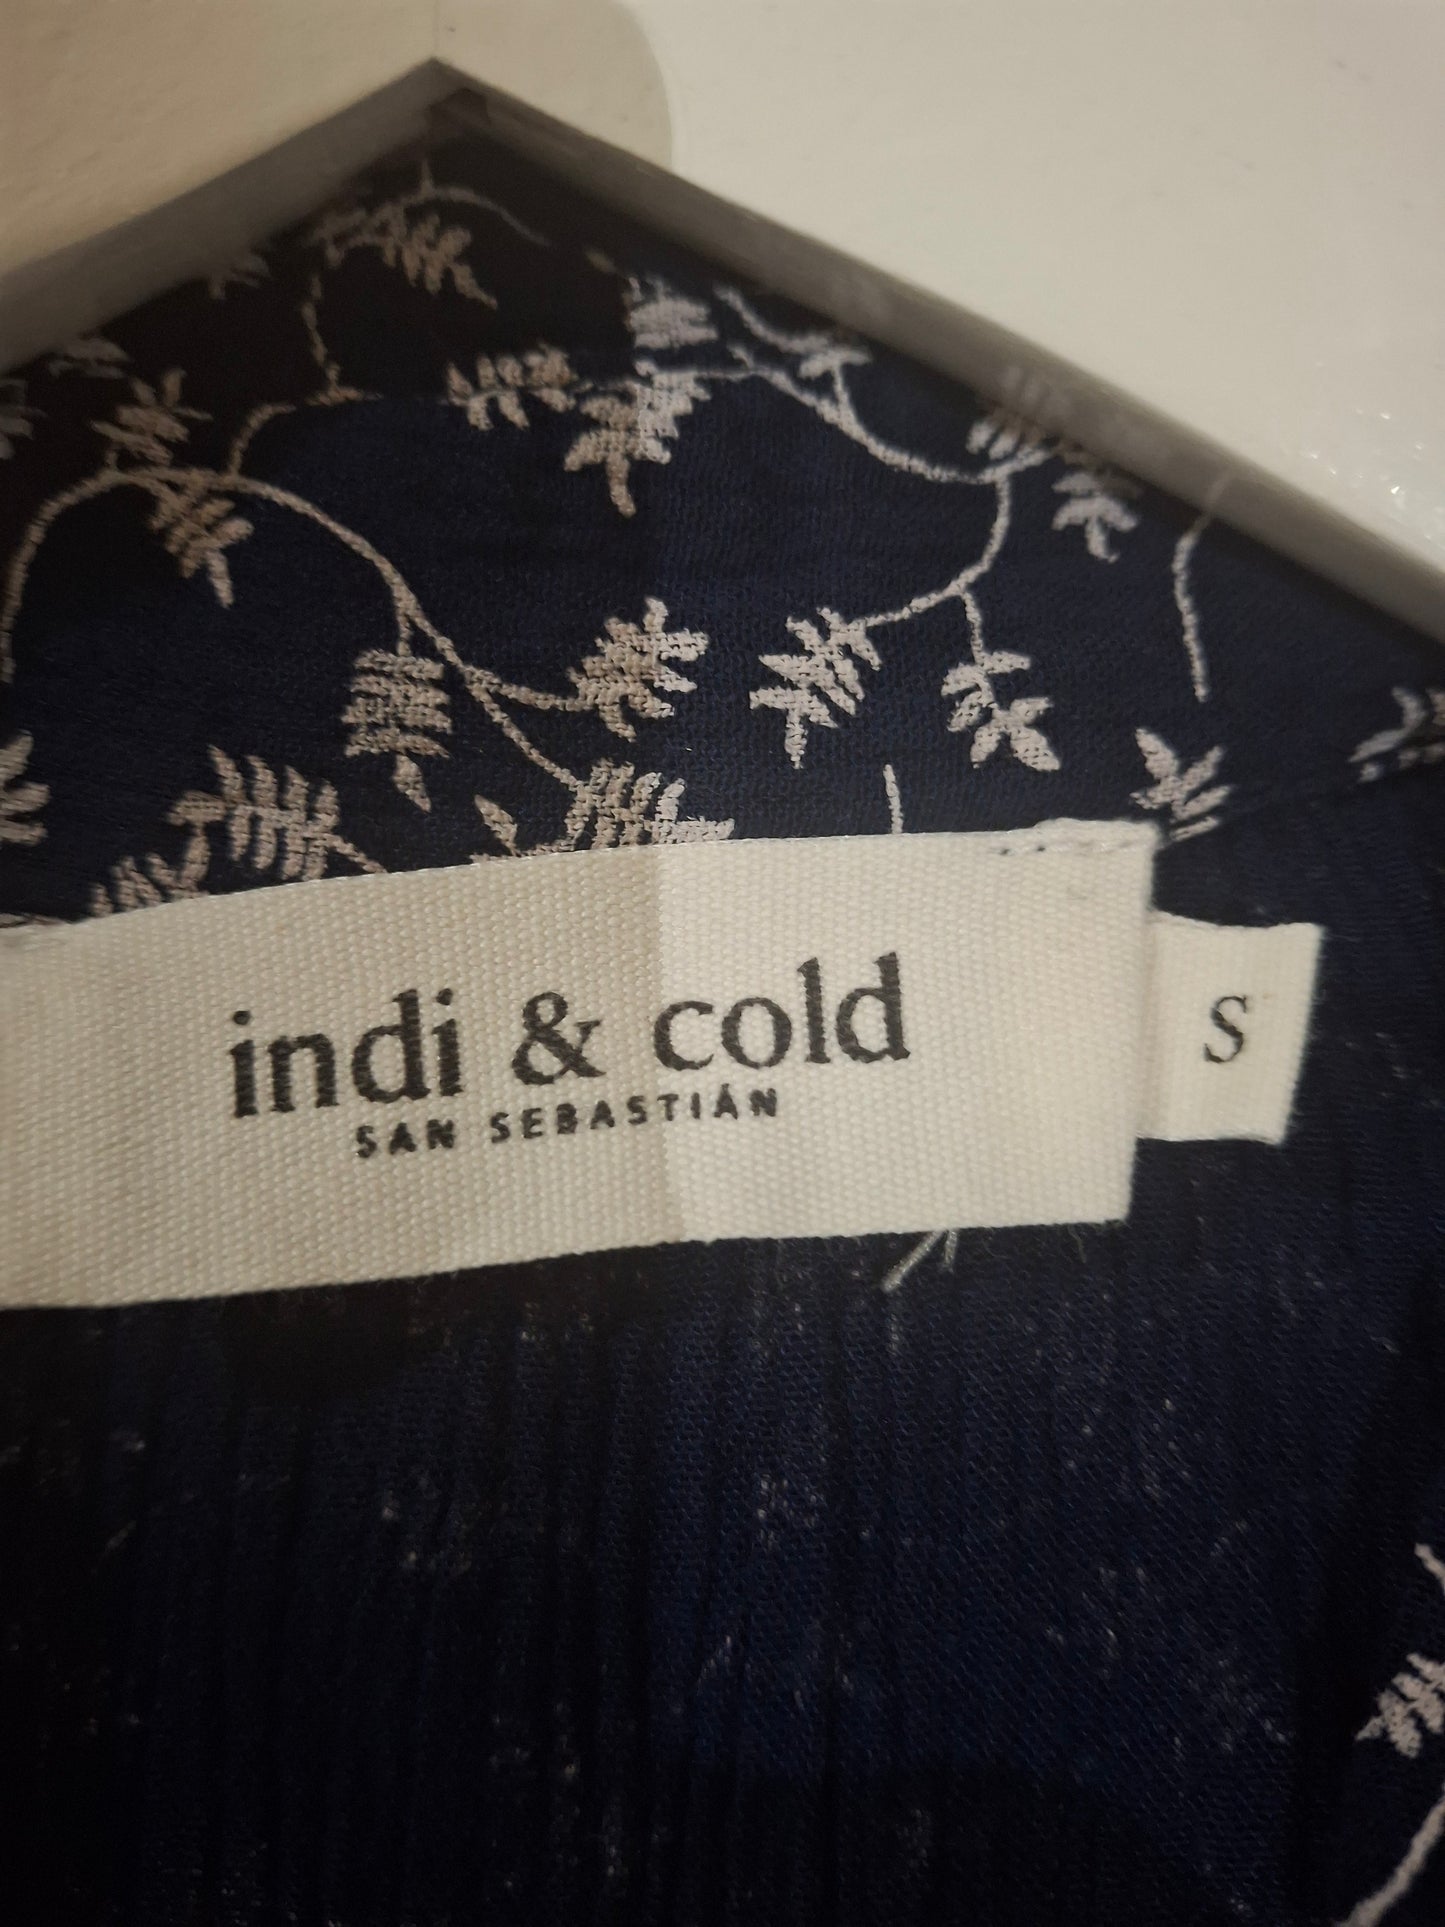 indi & cold
SAN SEBASTIÁN
S